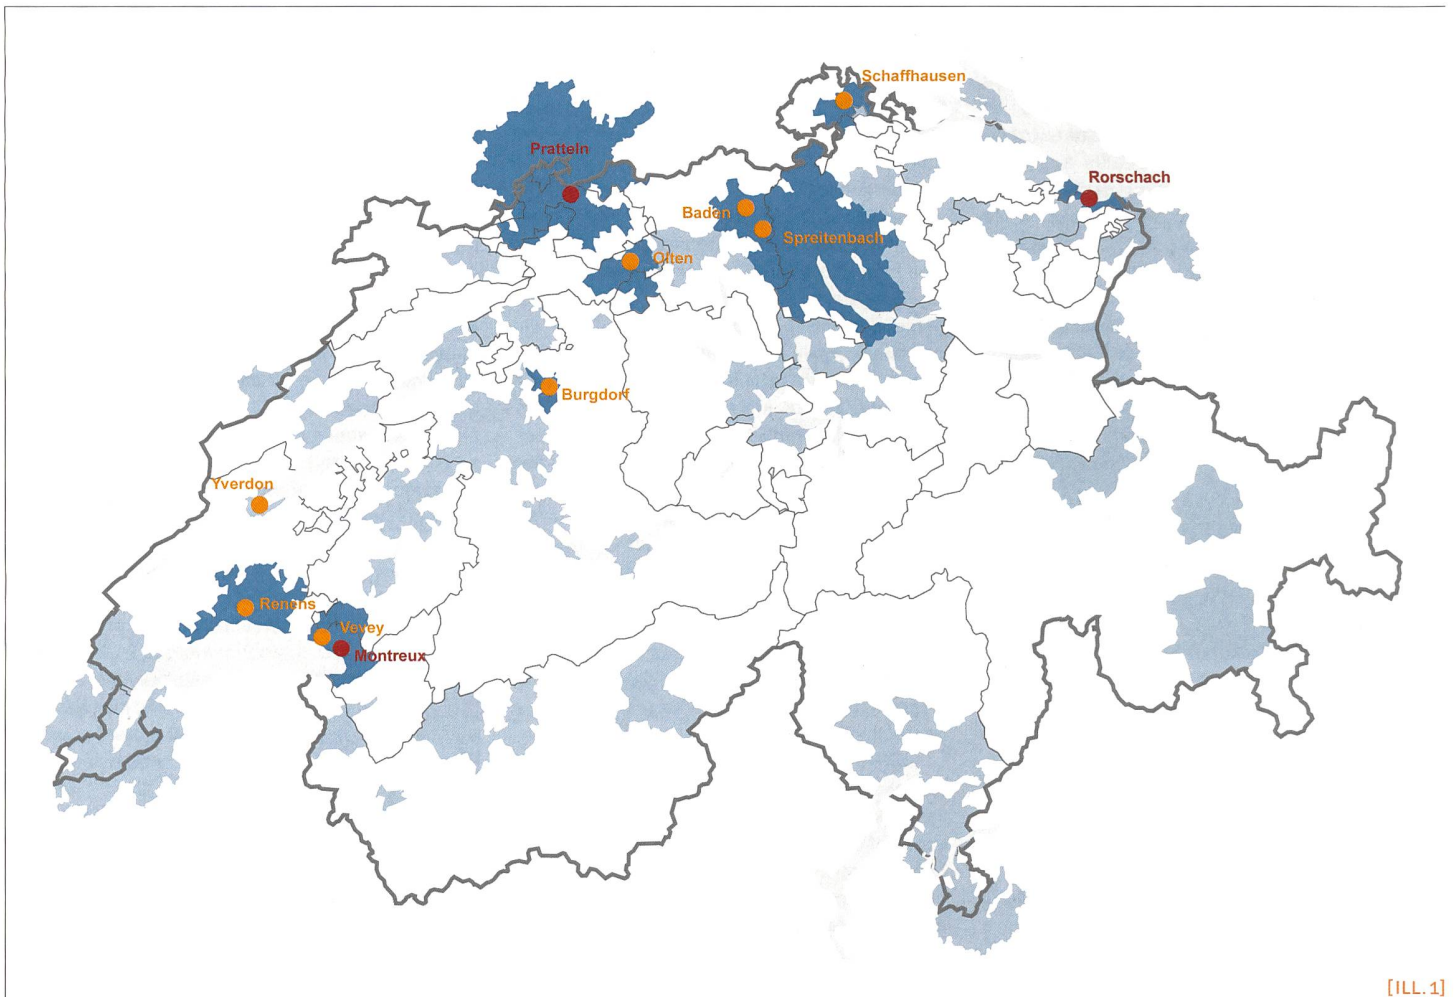 Schaffhausen
Pratteln
Rorschach
Baden
Spreitenbach
Olten
Burgdorf
Yverdon
Renens
Vevey
Montreux
[ILL.1]